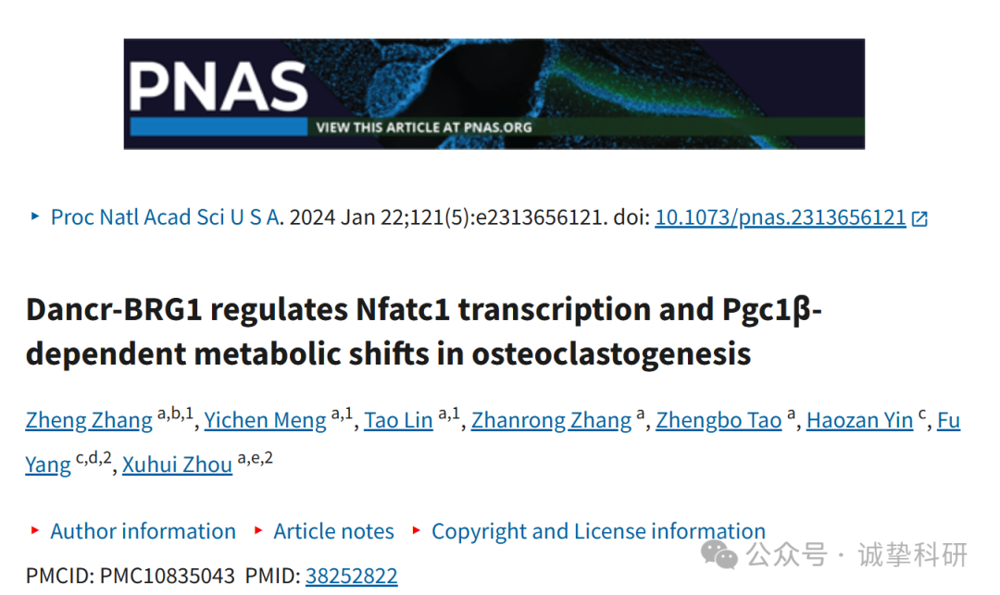 PNAS
VIEW THIS ARTICLE AT PNAS.ORG
Proc Natl Acad Sci U S A. 2024 Jan 22;121(5):e2313656121. doi: 10.1073/pnas.2313656121
Dancr-BRG1 regulates Nfatc1 transcription and Pgc1β-
dependent metabolic shifts in osteoclastogenesis
Zheng Zhang a,b,1, Yichen Meng a,1, Tao Lin a,1, Zhanrong Zhang a, Zhengbo Tao a, Haozan Yin c, Fu
Yang c,d,2, Xuhui Zhou a,e,2
Author information Article notes Copyright and License information
公众号 · 诚挚科研
PMCID: PMC10835043 PMID: 38252822